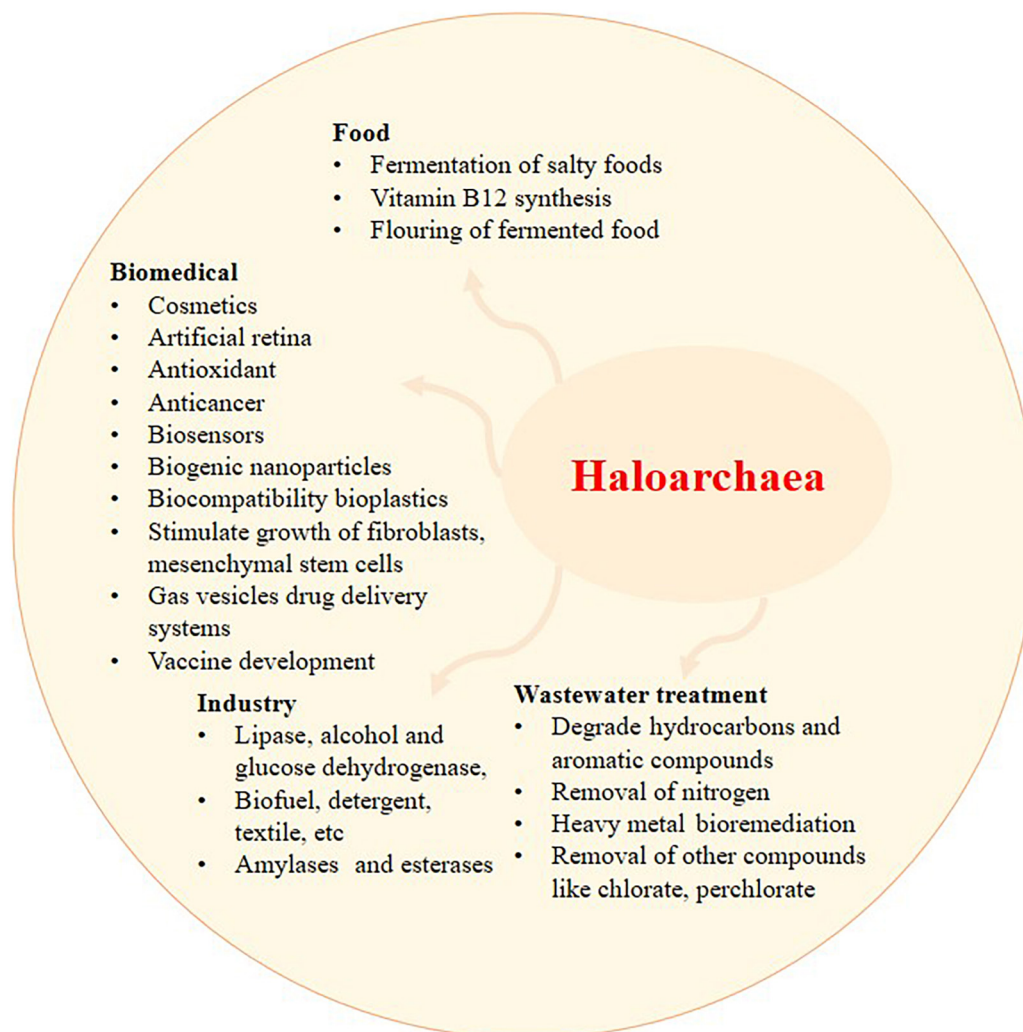 Food
• Fermentation of salty foods
• Vitamin B12 synthesis
• Flouring of fermented food
Biomedical
• Cosmetics
• Artificial retina
• Antioxidant
• Anticancer
• Biosensors
• Biogenic nanoparticles
• Biocompatibility bioplastics
• Stimulate growth of fibroblasts,
mesenchymal stem cells
• Gas vesicles drug delivery
systems
• Vaccine development
Haloarchaea
Industry
• Lipase, alcohol and
glucose dehydrogenase,
• Biofuel, detergent,
textile, etc
• Amylases and esterases
Wastewater treatment
• Degrade hydrocarbons and
aromatic compounds
• Removal of nitrogen
• Heavy metal bioremediation
• Removal of other compounds
like chlorate, perchlorate